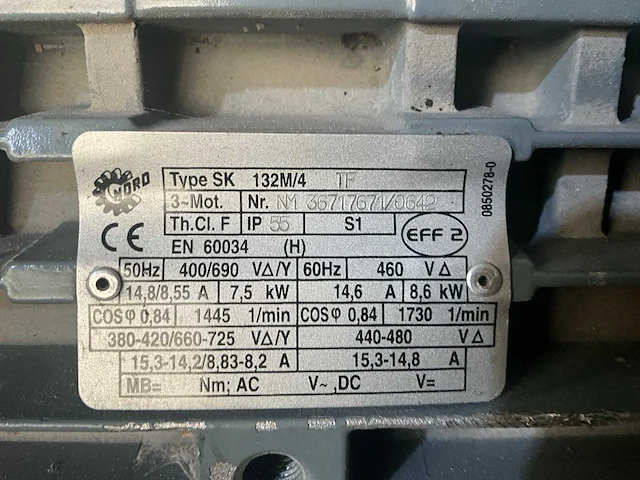 NORD
Type SK 132M/4 TF
3~Mot. Nr. NM 36717671/0642
Th.Cl. F IP 55 S1 EFF 2
CE EN 60034 (H)
50Hz 400/690 VΔ/Y 60Hz 460 VΔ
14,8/8,55 A 7,5 kW 14,6 A 8,6 kW
COSφ 0,84 1445 1/min COSφ 0,84 1730 1/min
380-420/660-725 VΔ/Y 440-480 VΔ
15,3-14,2/8,83-8,2 A 15,3-14,8 A
MB= Nm; AC V~,DC V=
0850278-0